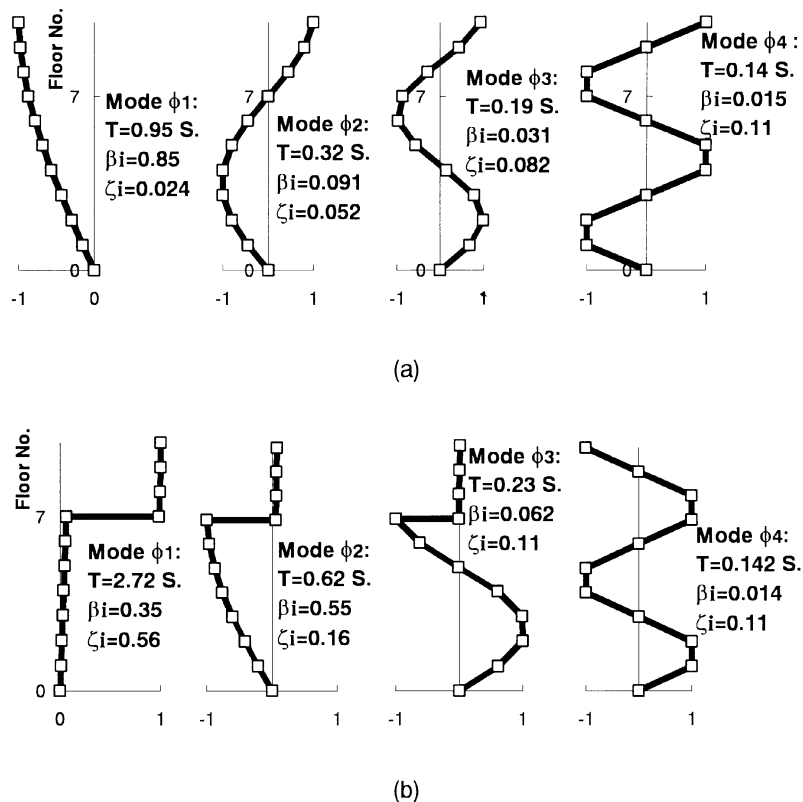 Floor No.
7
0
-1 0
Mode ϕ1:
T=0.95 S.
βi=0.85
ζi=0.024
-1 0 1
Mode ϕ2:
T=0.32 S.
βi=0.091
ζi=0.052
0
-1 0 1
Mode ϕ3:
T=0.19 S.
βi=0.031
ζi=0.082
7
0
-1 0 1
Mode ϕ4 :
T=0.14 S.
βi=0.015
ζi=0.11
7
0
-1 0 1
(a)
Floor No.
7
0
0 1
Mode ϕ1:
T=2.72 S.
βi=0.35
ζi=0.56
-1 0 1
Mode ϕ2:
T=0.62 S.
βi=0.55
ζi=0.16
-1 0 1
Mode ϕ3:
T=0.23 S.
βi=0.062
ζi=0.11
-1 0 1
Mode ϕ4:
T=0.142 S.
βi=0.014
ζi=0.11
(b)